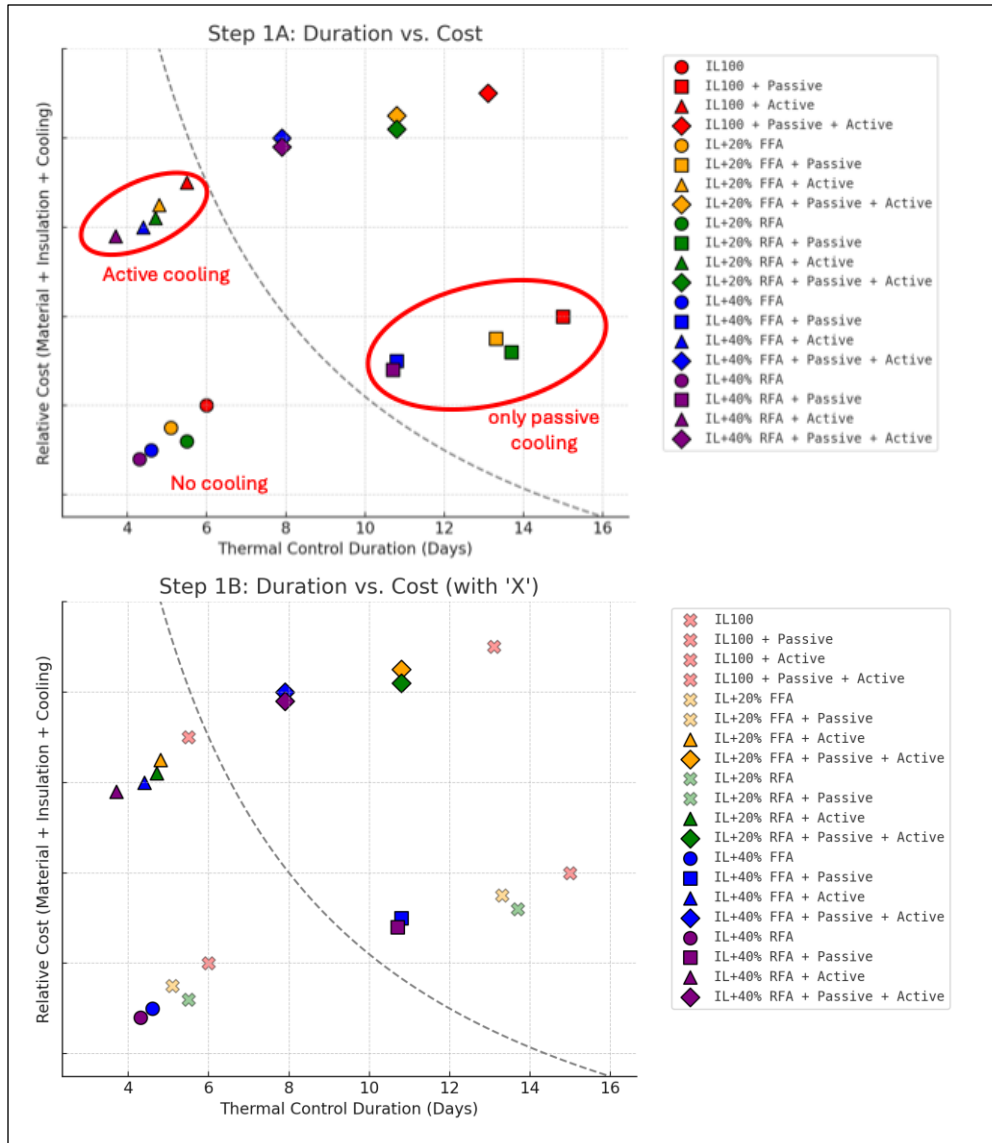 Step 1A: Duration vs. Cost
Relative Cost (Material + Insulation + Cooling)
Active cooling
only passive
cooling
No cooling
4 6 8 10 12 14 16
Thermal Control Duration (Days)
IL100
IL100 + Passive
IL100 + Active
IL100 + Passive + Active
IL+20% FFA
IL+20% FFA + Passive
IL+20% FFA + Active
IL+20% FFA + Passive + Active
IL+20% RFA
IL+20% RFA + Passive
IL+20% RFA + Active
IL+20% RFA + Passive + Active
IL+40% FFA
IL+40% FFA + Passive
IL+40% FFA + Active
IL+40% FFA + Passive + Active
IL+40% RFA
IL+40% RFA + Passive
IL+40% RFA + Active
IL+40% RFA + Passive + Active
Step 1B: Duration vs. Cost (with 'X')
Relative Cost (Material + Insulation + Cooling)
4 6 8 10 12 14 16
Thermal Control Duration (Days)
IL100
IL100 + Passive
IL100 + Active
IL100 + Passive + Active
IL+20% FFA
IL+20% FFA + Passive
IL+20% FFA + Active
IL+20% FFA + Passive + Active
IL+20% RFA
IL+20% RFA + Passive
IL+20% RFA + Active
IL+20% RFA + Passive + Active
IL+40% FFA
IL+40% FFA + Passive
IL+40% FFA + Active
IL+40% FFA + Passive + Active
IL+40% RFA
IL+40% RFA + Passive
IL+40% RFA + Active
IL+40% RFA + Passive + Active